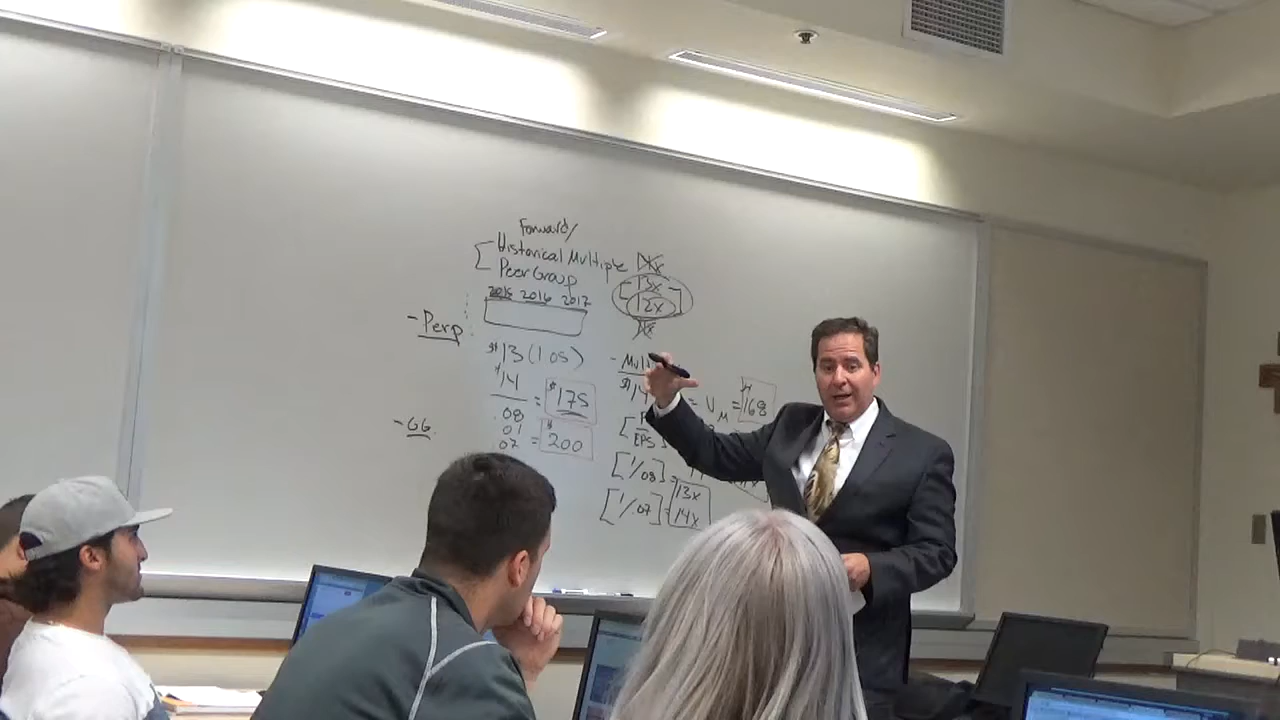 Forward/
Historical Multiple
Peer Group
13x
12x
2015 2016 2017
- Perp
$13 (1 05)
$14
.08
= $175
- GG
.01
.07
= $200
- Mult
$14
= V_M = $168
EPS
[1/.08] =
[1/.07] =
13x
14x